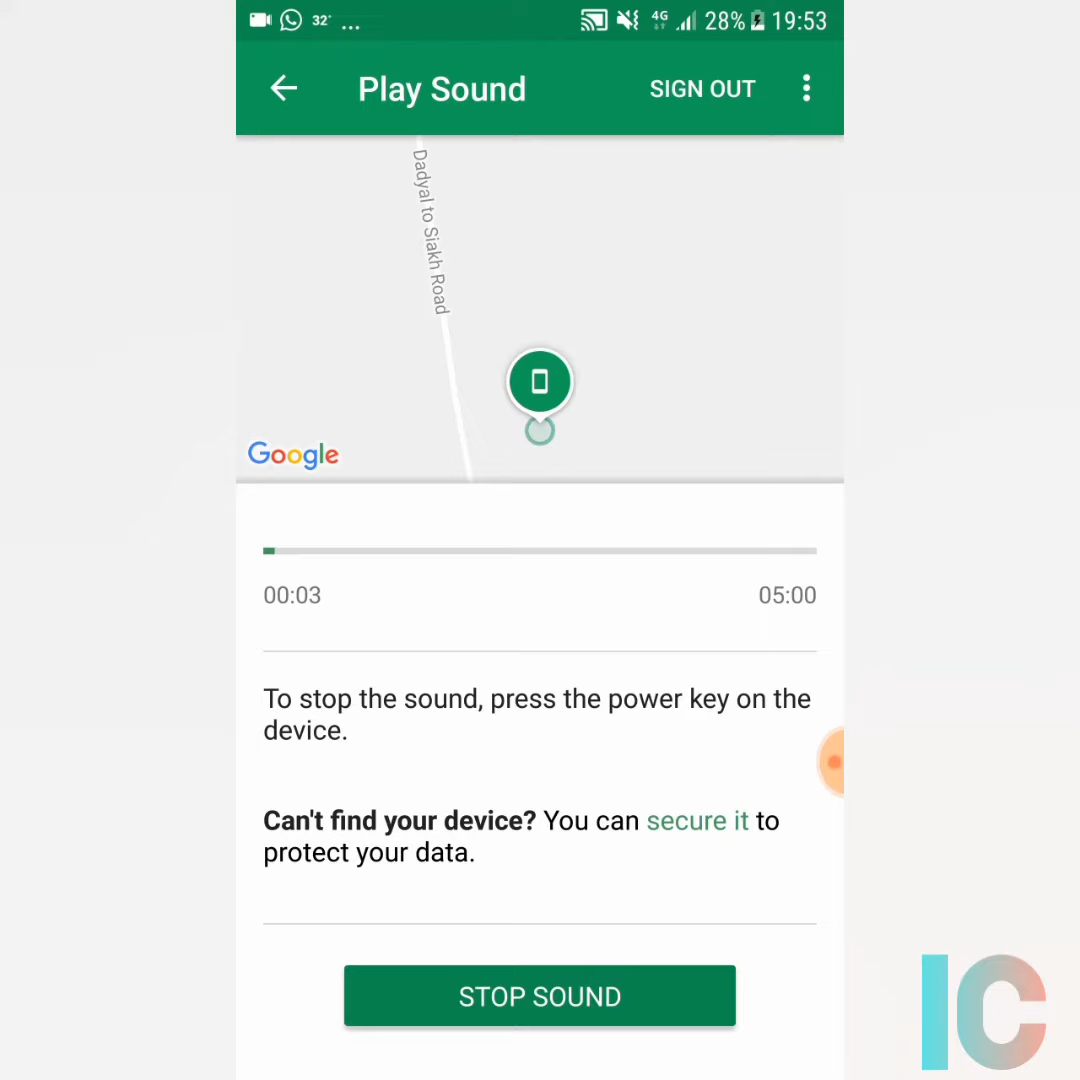 32° ... 4G 28% 19:53
Play Sound SIGN OUT
Dadyal to Siakh Road
Google
00:03 05:00
To stop the sound, press the power key on the
device.
Can't find your device? You can secure it to
protect your data.
STOP SOUND
IC